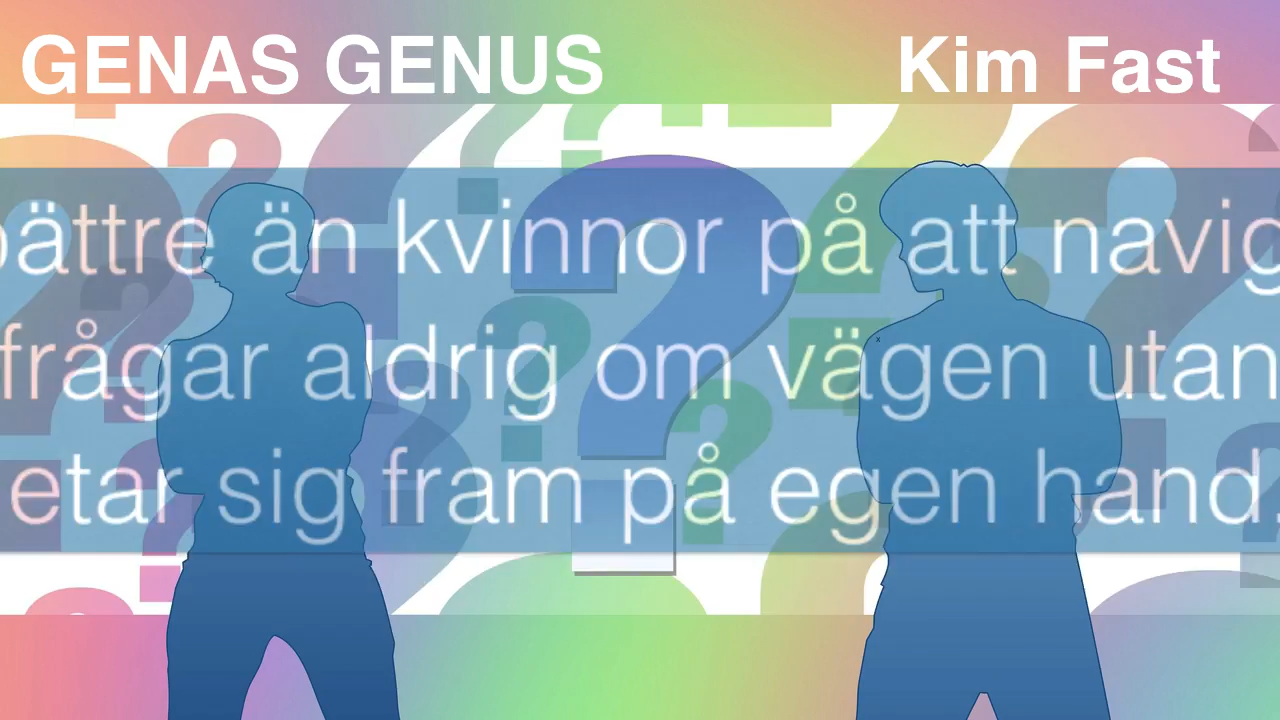 GENAS GENUS Kim Fast
bättre än kvinnor på att navig
frågar aldrig om vägen utan
etar sig fram på egen hand.